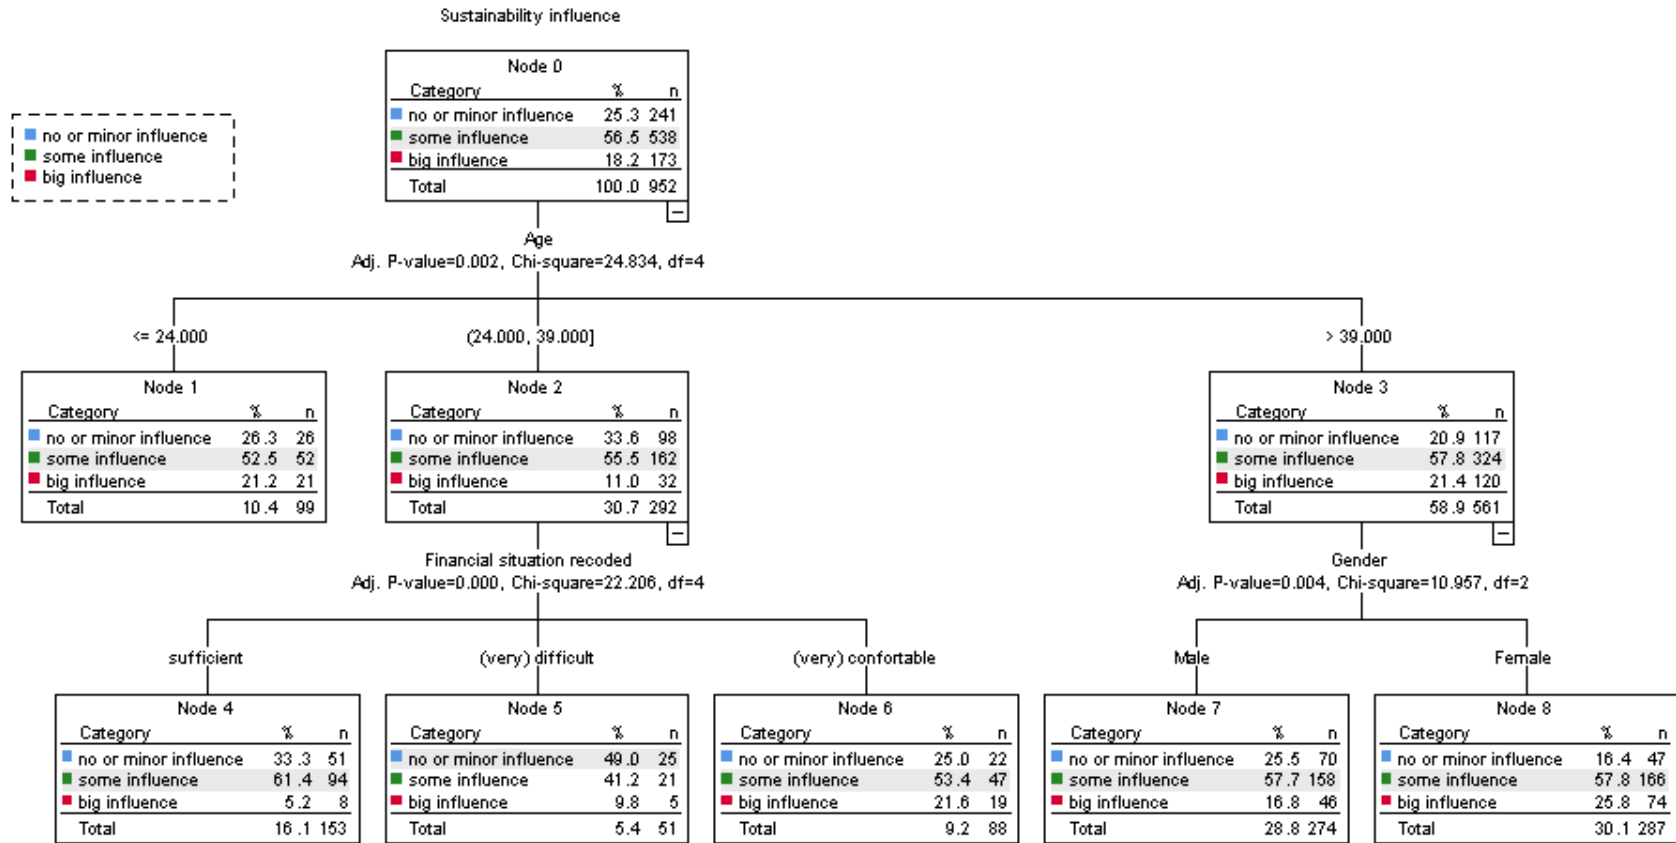 Sustainability influence
Node 0
Category % n
no or minor influence 25.3 241
some influence 56.5 538
big influence 18.2 173
Total 100.0 952
no or minor influence
some influence
big influence
Age
Adj. P-value=0.002, Chi-square=24.834, df=4
<= 24.000
(24.000, 39.000]
> 39.000
Node 1
Category % n
no or minor influence 26.3 26
some influence 52.5 52
big influence 21.2 21
Total 10.4 99
Node 2
Category % n
no or minor influence 33.6 98
some influence 55.5 162
big influence 11.0 32
Total 30.7 292
Node 3
Category % n
no or minor influence 20.9 117
some influence 57.8 324
big influence 21.4 120
Total 58.9 561
Financial situation recoded
Adj. P-value=0.000, Chi-square=22.206, df=4
Gender
Adj. P-value=0.004, Chi-square=10.957, df=2
sufficient
(very) difficult
(very) confortable
Male
Female
Node 4
Category % n
no or minor influence 33.3 51
some influence 61.4 94
big influence 5.2 8
Total 16.1 153
Node 5
Category % n
no or minor influence 49.0 25
some influence 41.2 21
big influence 9.8 5
Total 5.4 51
Node 6
Category % n
no or minor influence 25.0 22
some influence 53.4 47
big influence 21.6 19
Total 9.2 88
Node 7
Category % n
no or minor influence 25.5 70
some influence 57.7 158
big influence 16.8 46
Total 28.8 274
Node 8
Category % n
no or minor influence 16.4 47
some influence 57.8 166
big influence 25.8 74
Total 30.1 287